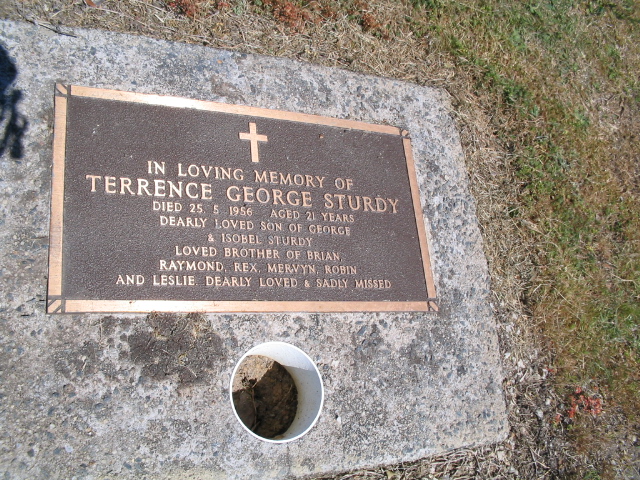 IN LOVING MEMORY OF
TERRENCE GEORGE STURDY
DIED 25. 5. 1956 AGED 21 YEARS
DEARLY LOVED SON OF GEORGE
& ISOBEL STURDY
LOVED BROTHER OF BRIAN,
RAYMOND, REX, MERVYN, ROBIN
AND LESLIE. DEARLY LOVED & SADLY MISSED